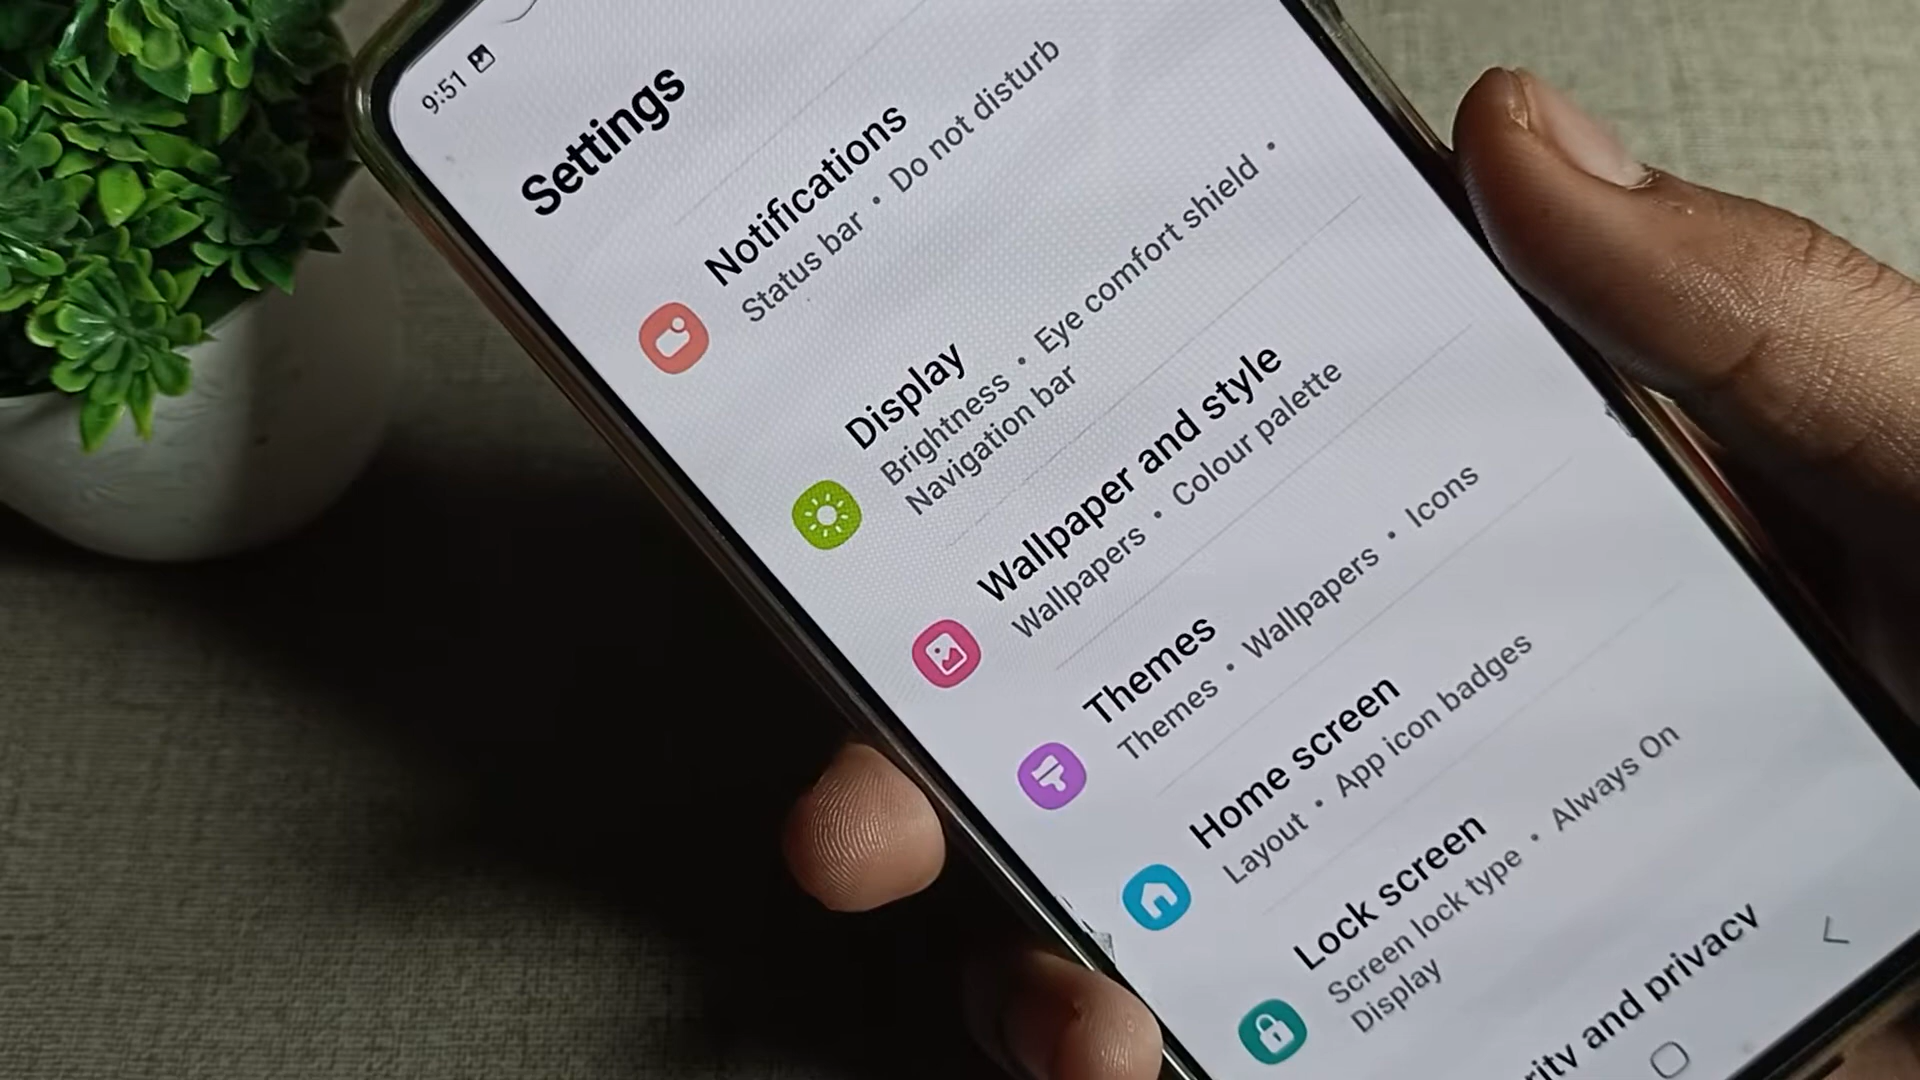 9:51
Settings
Notifications
Status bar • Do not disturb
Display
Brightness • Eye comfort shield •
Navigation bar
Wallpaper and style
Wallpapers • Colour palette
Themes
Themes • Wallpapers • Icons
Home screen
Layout • App icon badges
Lock screen
Screen lock type • Always On
Display
and privacy